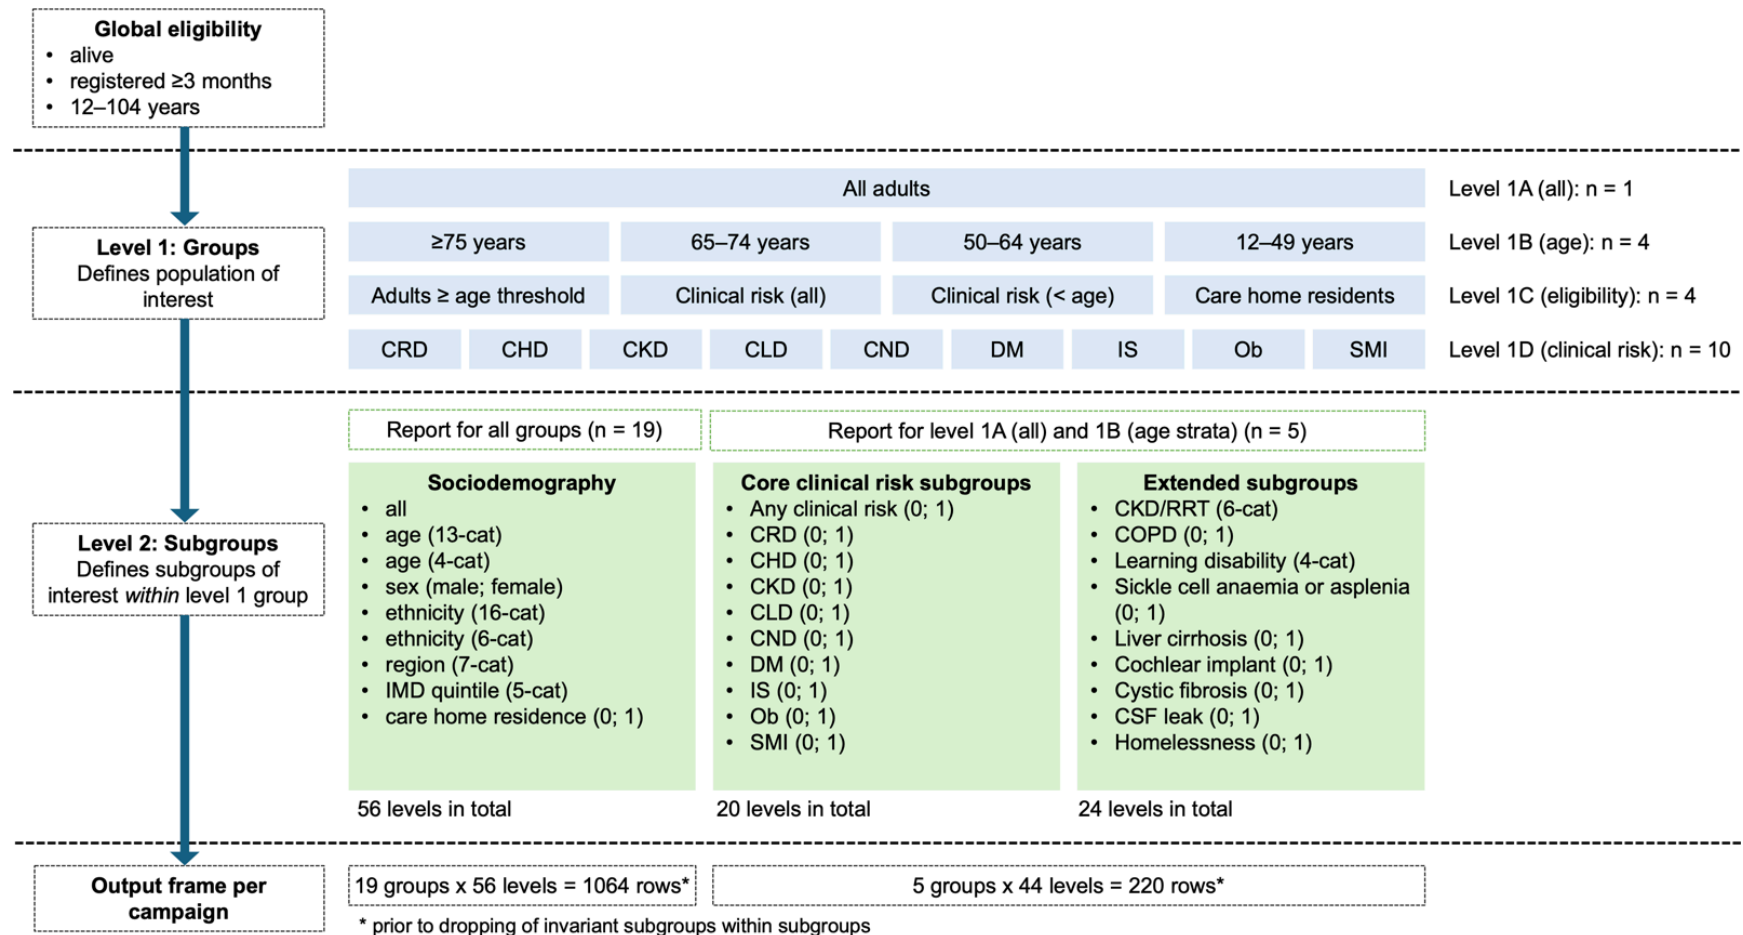 Global eligibility
• alive
• registered ≥3 months
• 12–104 years
Level 1: Groups
Defines population of
interest
All adults
Level 1A (all): n = 1
≥75 years
65–74 years
50–64 years
12–49 years
Level 1B (age): n = 4
Adults ≥ age threshold
Clinical risk (all)
Clinical risk (< age)
Care home residents
Level 1C (eligibility): n = 4
CRD
CHD
CKD
CLD
CND
DM
IS
Ob
SMI
Level 1D (clinical risk): n = 10
Level 2: Subgroups
Defines subgroups of
interest within level 1 group
Report for all groups (n = 19)
Report for level 1A (all) and 1B (age strata) (n = 5)
Sociodemography
• all
• age (13-cat)
• age (4-cat)
• sex (male; female)
• ethnicity (16-cat)
• ethnicity (6-cat)
• region (7-cat)
• IMD quintile (5-cat)
• care home residence (0; 1)
56 levels in total
Core clinical risk subgroups
• Any clinical risk (0; 1)
• CRD (0; 1)
• CHD (0; 1)
• CKD (0; 1)
• CLD (0; 1)
• CND (0; 1)
• DM (0; 1)
• IS (0; 1)
• Ob (0; 1)
• SMI (0; 1)
20 levels in total
Extended subgroups
• CKD/RRT (6-cat)
• COPD (0; 1)
• Learning disability (4-cat)
• Sickle cell anaemia or asplenia
(0; 1)
• Liver cirrhosis (0; 1)
• Cochlear implant (0; 1)
• Cystic fibrosis (0; 1)
• CSF leak (0; 1)
• Homelessness (0; 1)
24 levels in total
Output frame per
campaign
19 groups x 56 levels = 1064 rows*
5 groups x 44 levels = 220 rows*
* prior to dropping of invariant subgroups within subgroups